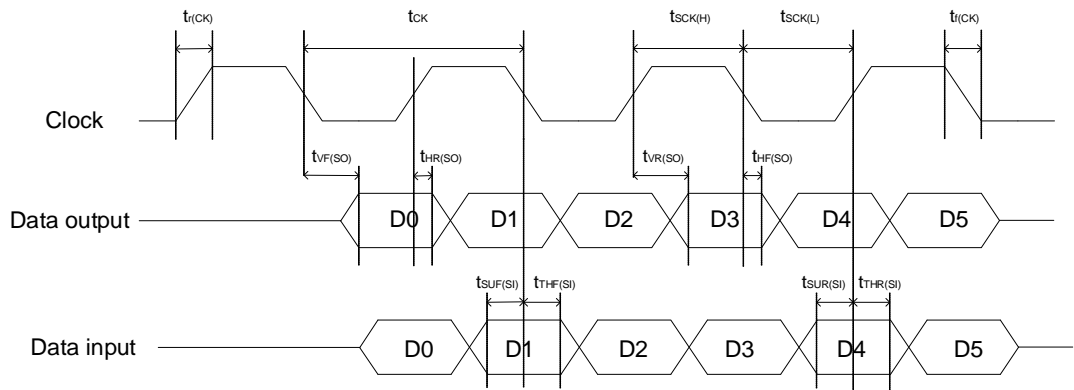 tr(CK) tCK tSCK(H) tSCK(L) tf(CK)
Clock
tVF(SO) tHR(SO) tVR(SO) tHF(SO)
Data output D0 D1 D2 D3 D4 D5
tSUF(SI) tTHF(SI) tSUR(SI) tTHR(SI)
Data input D0 D1 D2 D3 D4 D5